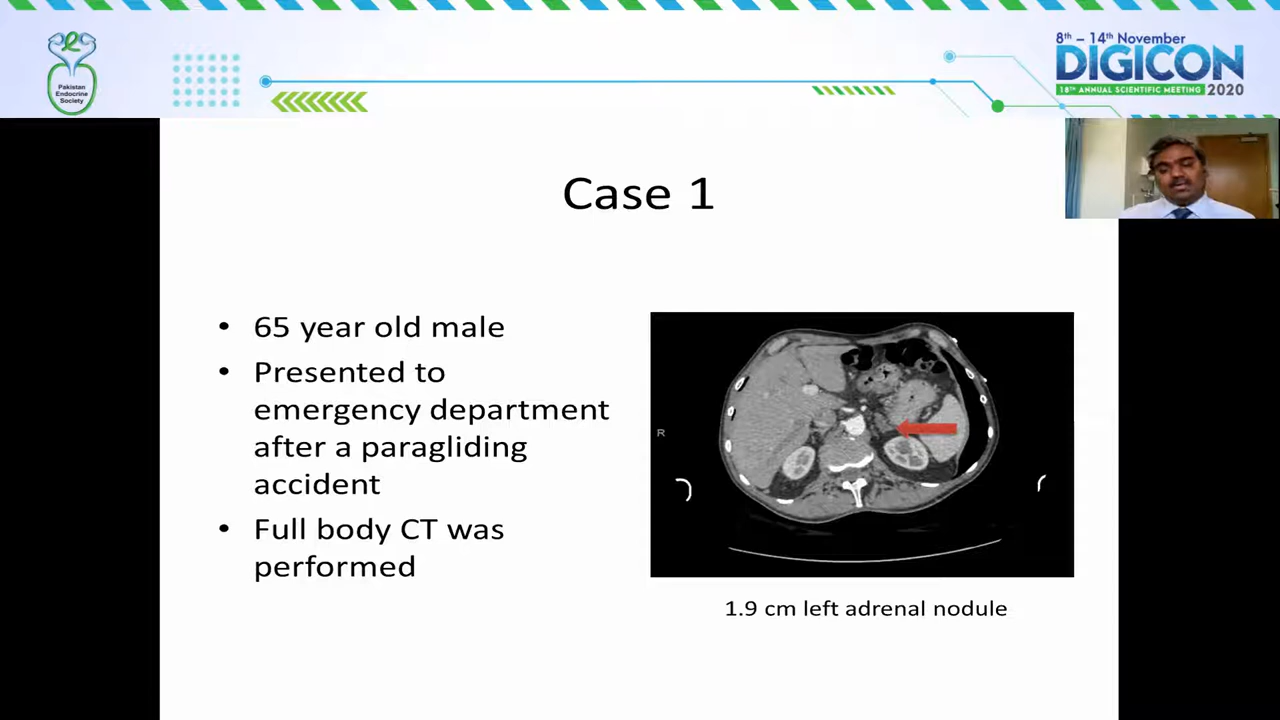 Pakistan
Endocrine
Society
8th – 14th November
DIGICON
18TH ANNUAL SCIENTIFIC MEETING 2020
Case 1
• 65 year old male
• Presented to
emergency department
after a paragliding
accident
• Full body CT was
performed
R
1.9 cm left adrenal nodule